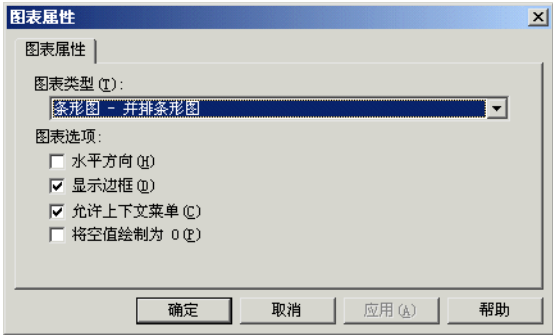 图表属性
图表属性
图表类型(T):
条形图 - 并排条形图
图表选项:
水平方向(H)
显示边框(D)
允许上下文菜单(C)
将空值绘制为 0(P)
确定 取消 应用(A) 帮助